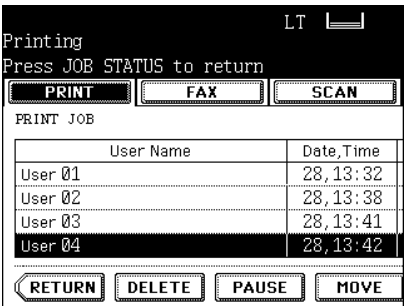 LT
Printing
Press JOB STATUS to return
PRINT FAX SCAN
PRINT JOB
User Name Date,Time
User 01 28,13:32
User 02 28,13:38
User 03 28,13:41
User 04 28,13:42
RETURN DELETE PAUSE MOVE